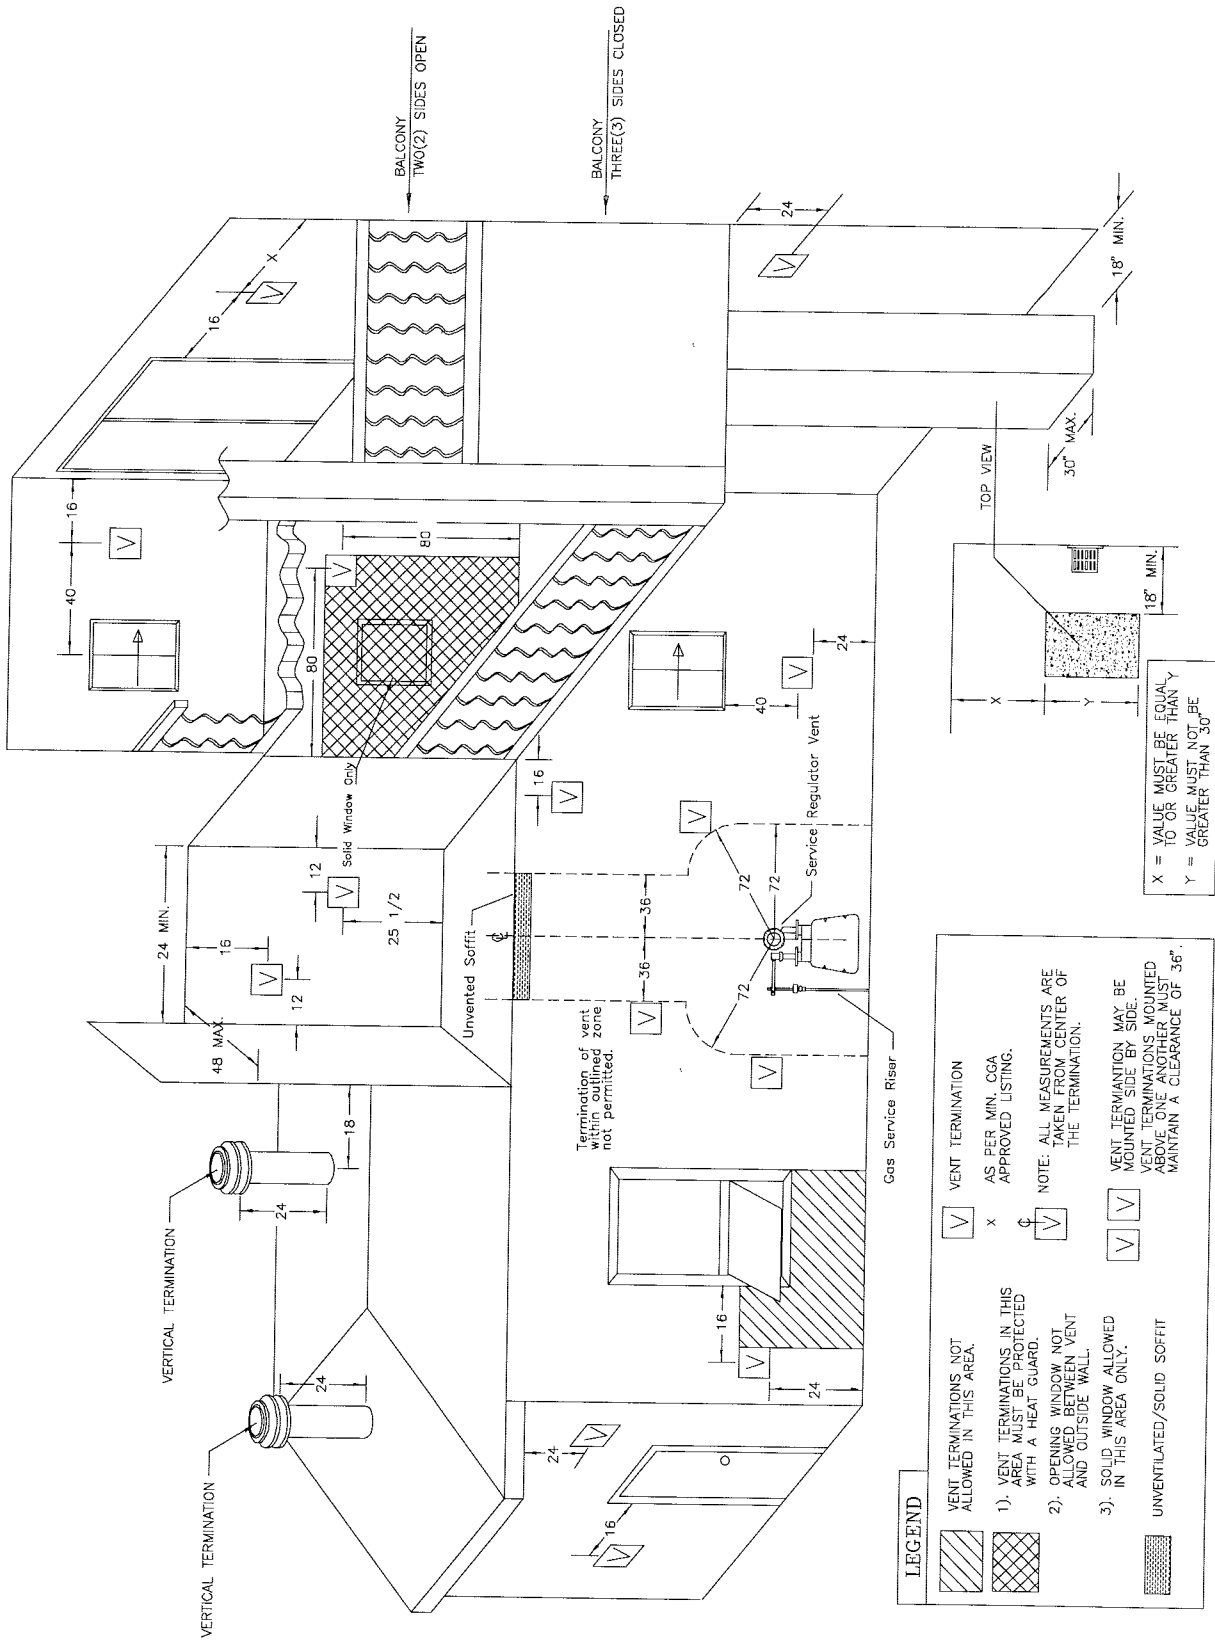 VERTICAL TERMINATION
VERTICAL TERMINATION
24
24
18
48 MAX.
24 MIN.
16
12
12
25 1/2
Solid Window Only
80
80
40
16
16
X
BALCONY
TWO(2) SIDES OPEN
BALCONY
THREE(3) SIDES CLOSED
V
V
V
V
V
24
V
18" MIN.
30" MAX.
TOP VIEW
Unvented Soffit
℄
Termination of vent
within outlined zone
not permitted.
36
36
72
72
72
Service Regulator Vent
Gas Service Riser
16
V
V
V
V
V
40
24
16
V
24
24
V
16
V
X
Y
18" MIN.
X = VALUE MUST BE EQUAL
TO OR GREATER THAN Y
Y = VALUE MUST NOT BE
GREATER THAN 30"
LEGEND
VENT TERMINATIONS NOT
ALLOWED IN THIS AREA.
1). VENT TERMINATIONS IN THIS
AREA MUST BE PROTECTED
WITH A HEAT GUARD.
2). OPENING WINDOW NOT
ALLOWED BETWEEN VENT
AND OUTSIDE WALL.
3). SOLID WINDOW ALLOWED
IN THIS AREA ONLY.
UNVENTILATED/SOLID SOFFIT
V VENT TERMINATION
X AS PER MIN. CGA
APPROVED LISTING.
℄
V NOTE: ALL MEASUREMENTS ARE
TAKEN FROM CENTER OF
THE TERMINATION.
V V VENT TERMIANTION MAY BE
MOUNTED SIDE BY SIDE.
VENT TERMINATIONS MOUNTED
ABOVE ONE ANOTHER MUST
MAINTAIN A CLEARANCE OF 36".